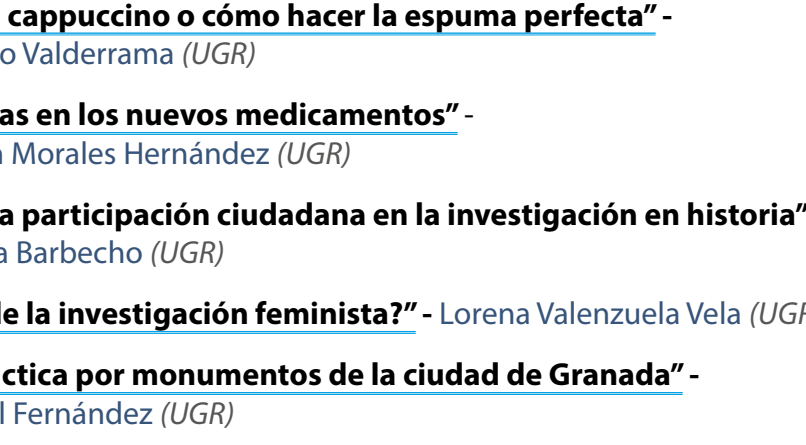 cappuccino o cómo hacer la espuma perfecta” -
o Valderrama (UGR)
as en los nuevos medicamentos” -
Morales Hernández (UGR)
a participación ciudadana en la investigación en historia”
a Barbecho (UGR)
de la investigación feminista?” - Lorena Valenzuela Vela (UGR
ctica por monumentos de la ciudad de Granada” -
l Fernández (UGR)